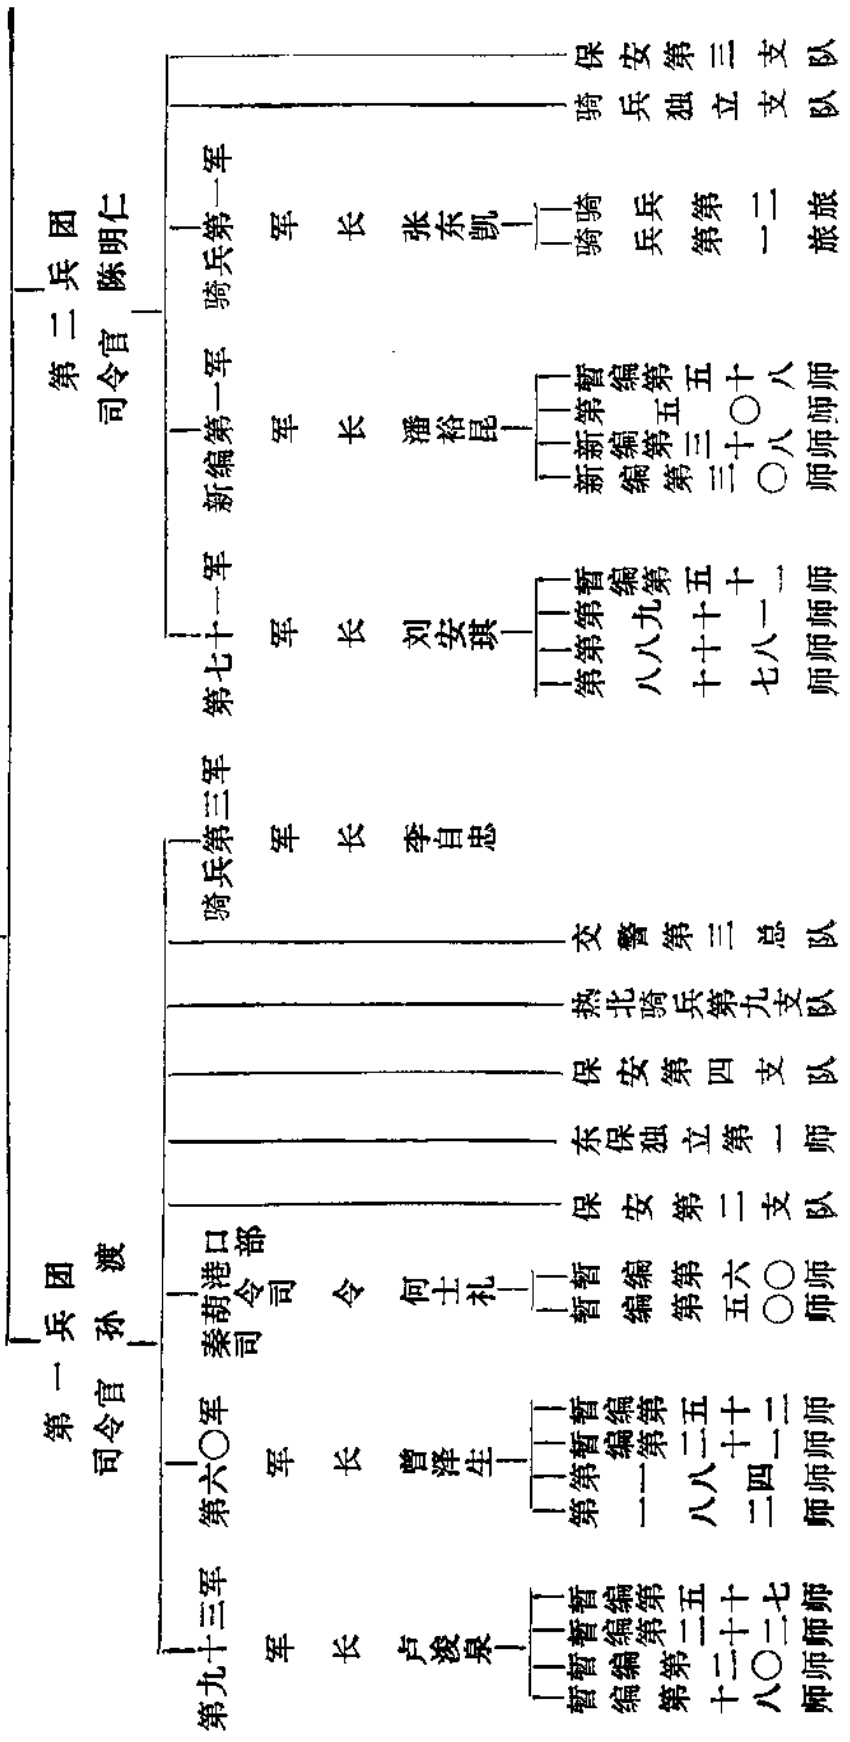 第一兵团
司令官 孙渡
第九十三军
军长 卢浚泉
暂编第十八师
暂编第二〇师
暂编第二十二师
暂编第五十七师
第六〇军
军长 曾泽生
第一八二师
第一八四师
暂编第二十一师
暂编第五十二师
秦葫港口
司令部
司令 何士礼
暂编第五〇师
暂编第六〇师
保安第二支队
东保独立第一师
保安第四支队
热北骑兵第九支队
交警第三总队
骑兵第三军
军长 李自忠
第二兵团
司令官 陈明仁
第七十一军
军长 刘安琪
第八十七师
第八十八师
第九十一师
暂编第五十一师
新编第一军
军长 潘裕昆
新编第三〇师
新编第三十八师
第五〇师
暂编第五十八师
骑兵第一军
军长 张东凯
骑兵第一旅
骑兵第二旅
骑兵独立支队
保安第三支队